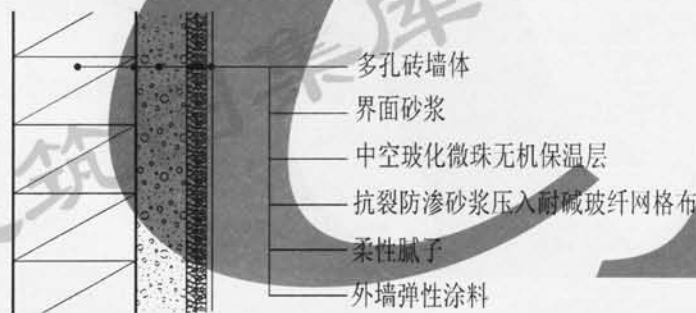 多孔砖墙体
界面砂浆
中空玻化微珠无机保温层
抗裂防渗砂浆压入耐碱玻纤网格布
柔性腻子
外墙弹性涂料